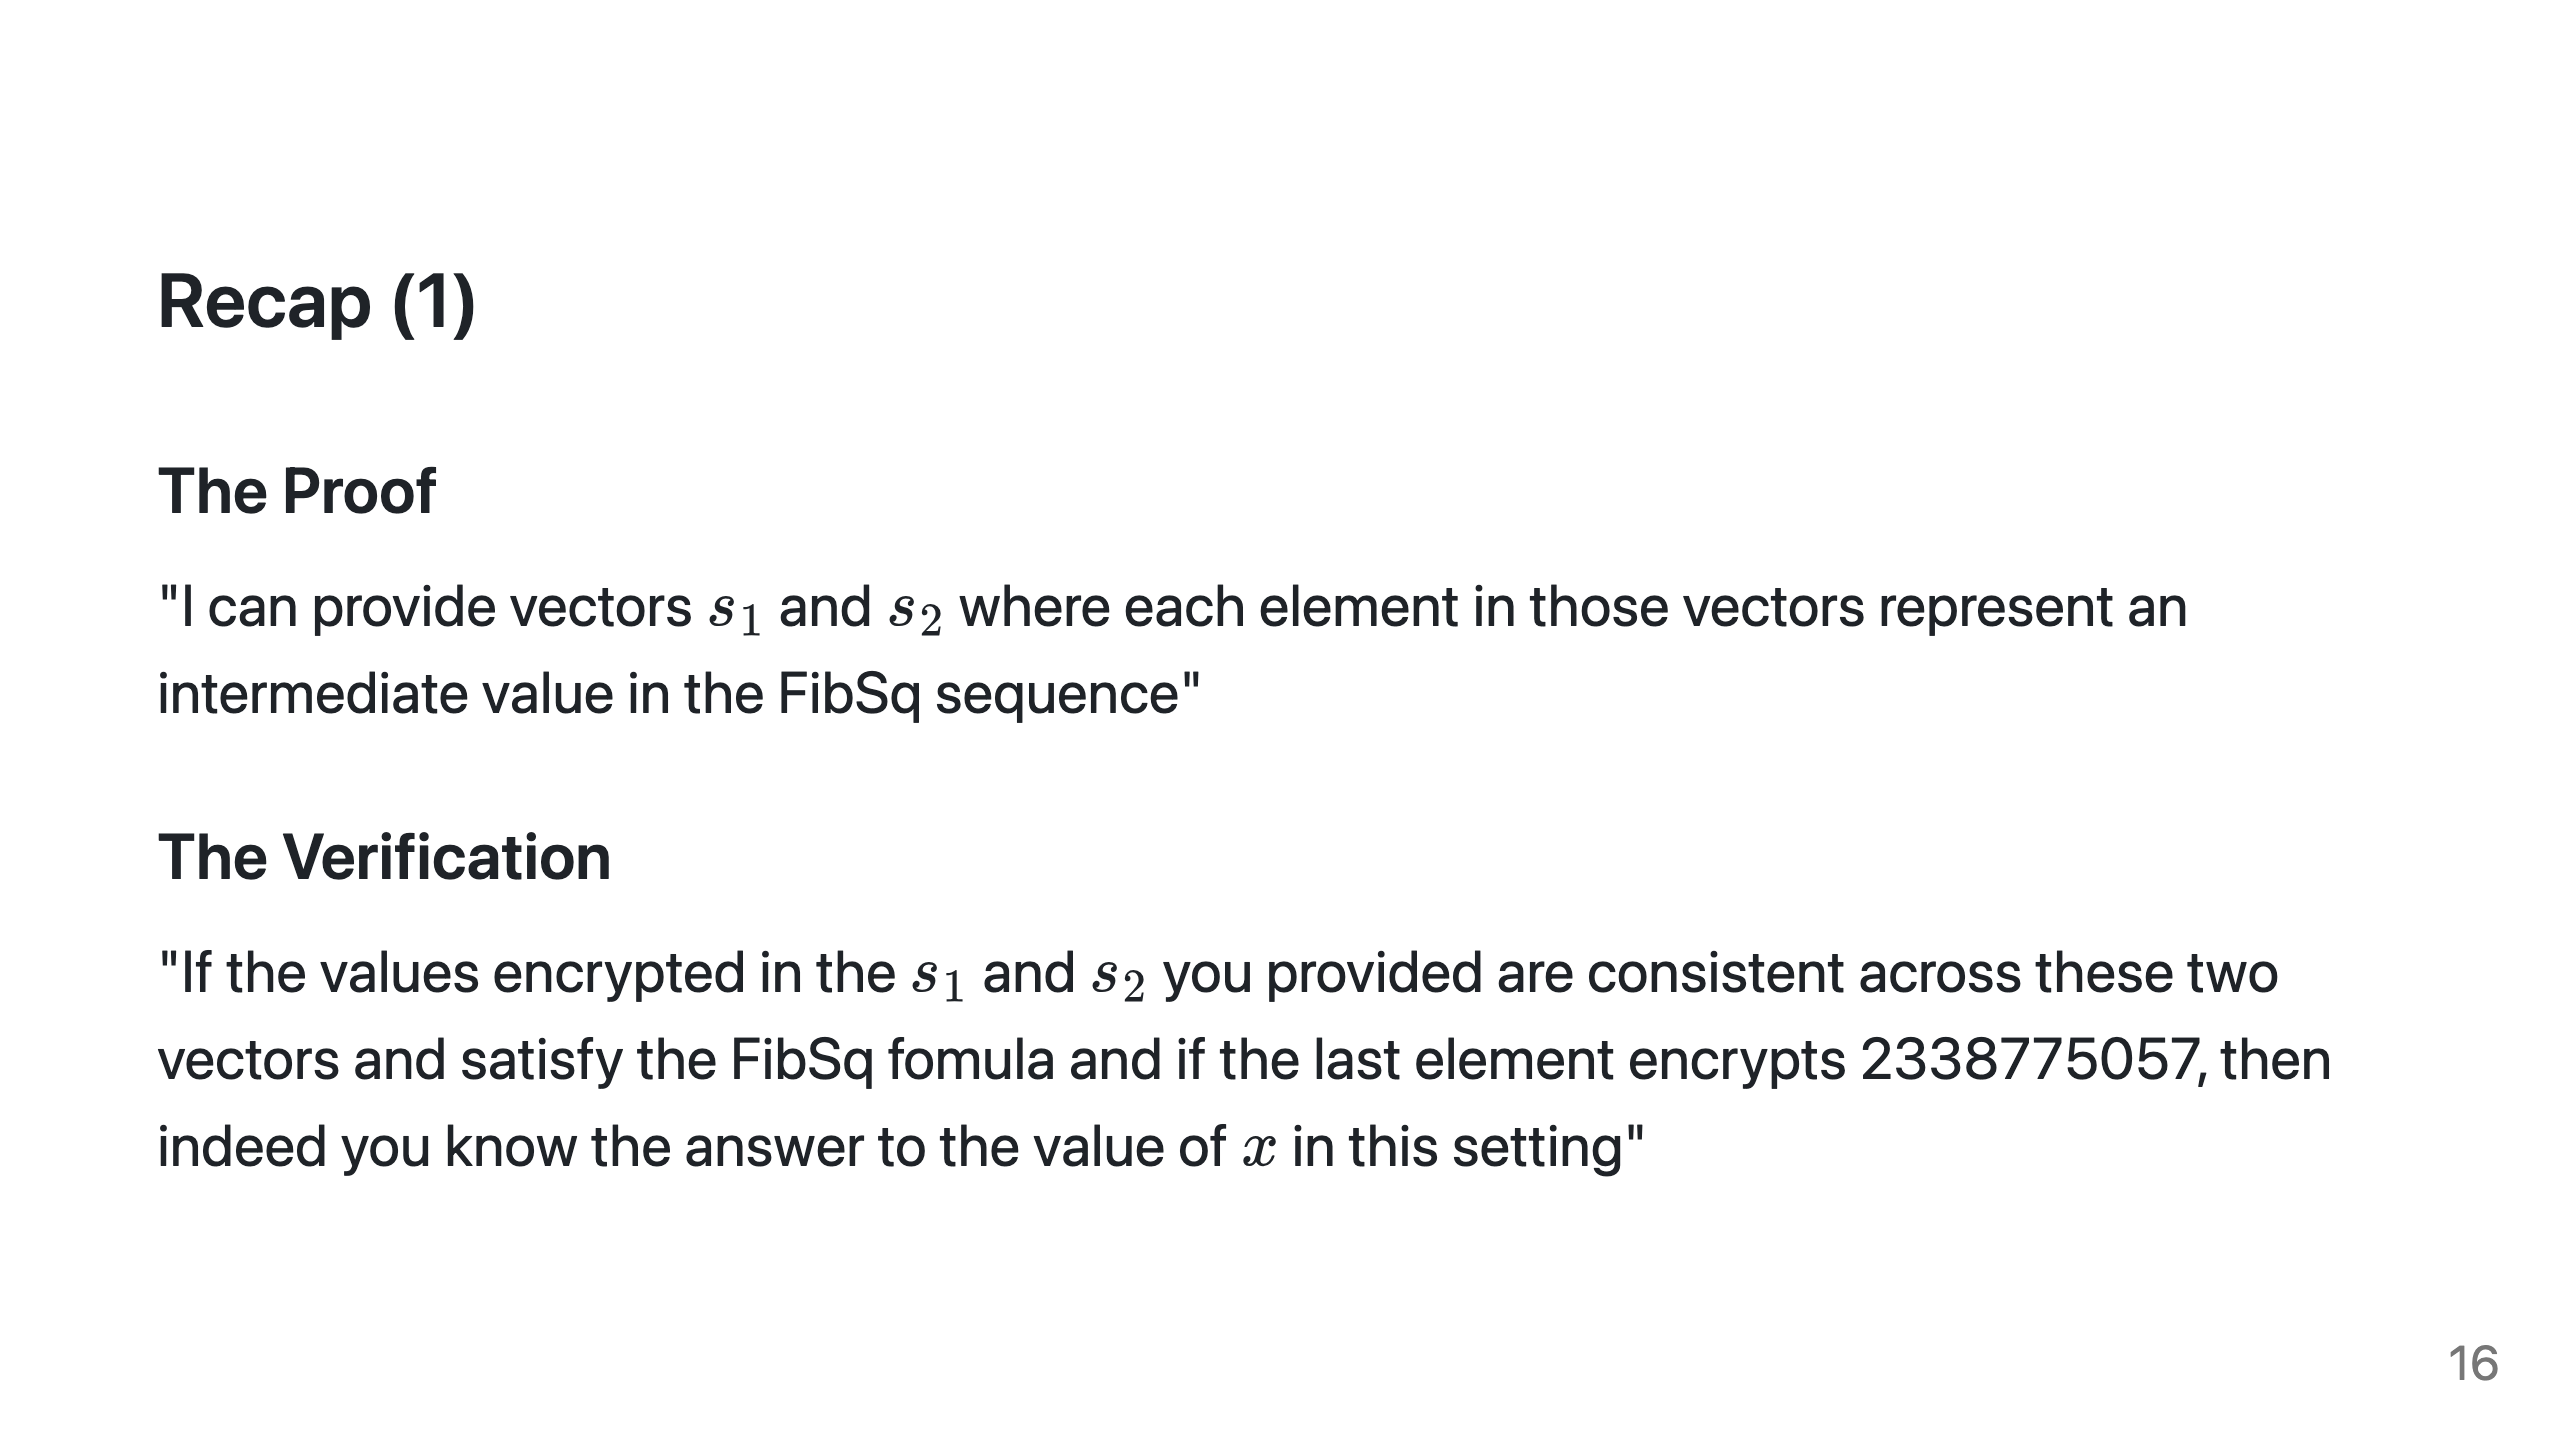 Recap (1)
The Proof
"I can provide vectors s₁ and s₂ where each element in those vectors represent an
intermediate value in the FibSq sequence"
The Verification
"If the values encrypted in the s₁ and s₂ you provided are consistent across these two
vectors and satisfy the FibSq fomula and if the last element encrypts 2338775057, then
indeed you know the answer to the value of x in this setting"
16